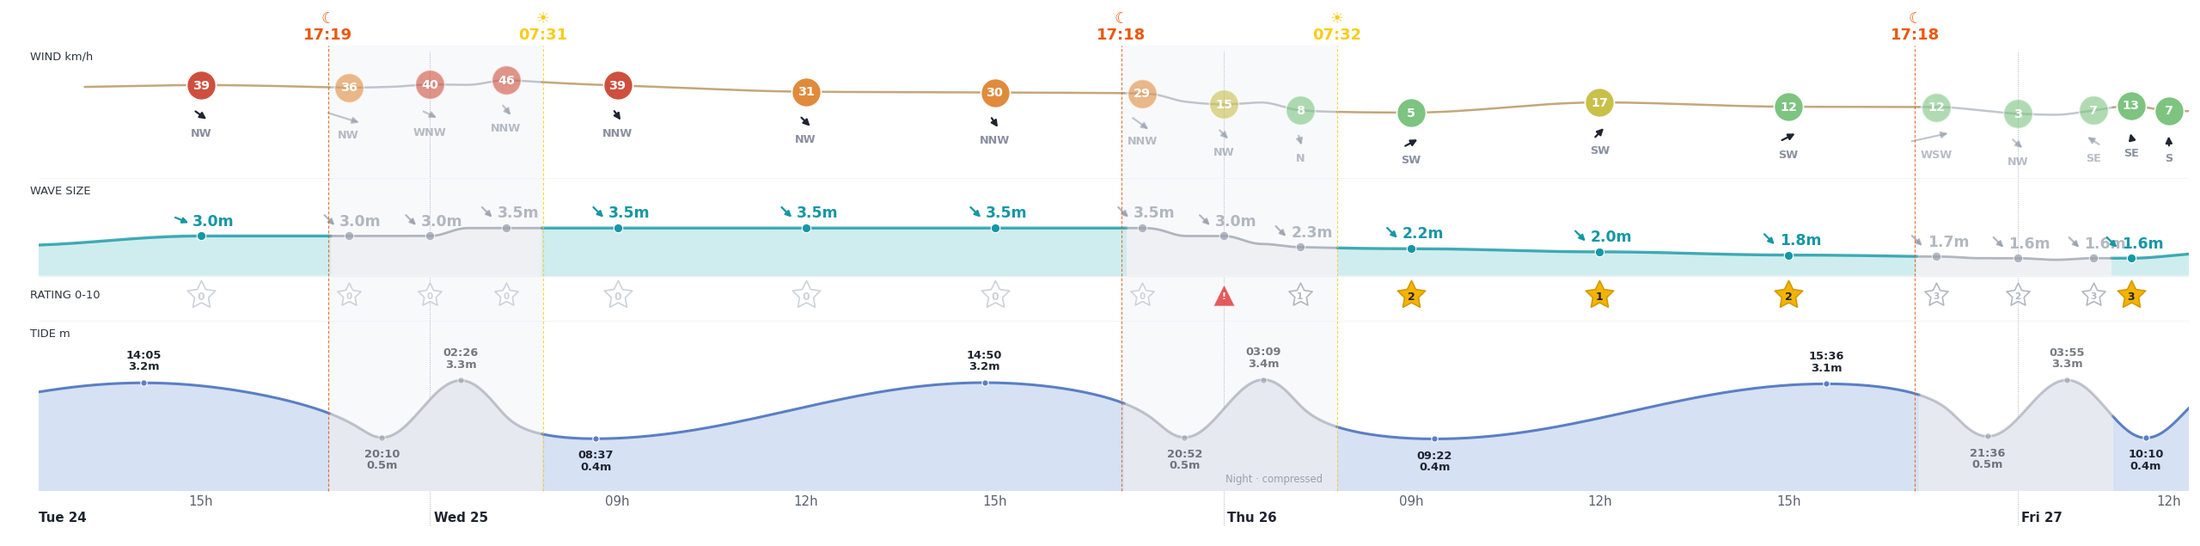 17:19
07:31
17:18
07:32
17:18
WIND km/h
39
36
40
46
39
31
30
29
15
8
5
17
12
12
3
7
13
7
NW
NW
WNW
NNW
NNW
NW
NNW
NNW
NW
N
SW
SW
SW
WSW
NW
SE
SE
S
WAVE SIZE
3.0m
3.0m
3.0m
3.5m
3.5m
3.5m
3.5m
3.5m
3.0m
2.3m
2.2m
2.0m
1.8m
1.7m
1.6m
1.6m
1.6m
RATING 0-10
0
0
0
0
0
0
0
0
!
1
2
1
2
3
2
3
3
TIDE m
14:05
3.2m
20:10
0.5m
02:26
3.3m
08:37
0.4m
14:50
3.2m
20:52
0.5m
03:09
3.4m
09:22
0.4m
15:36
3.1m
21:36
0.5m
03:55
3.3m
10:10
0.4m
Night · compressed
15h
09h
12h
15h
09h
12h
15h
12h
Tue 24
Wed 25
Thu 26
Fri 27